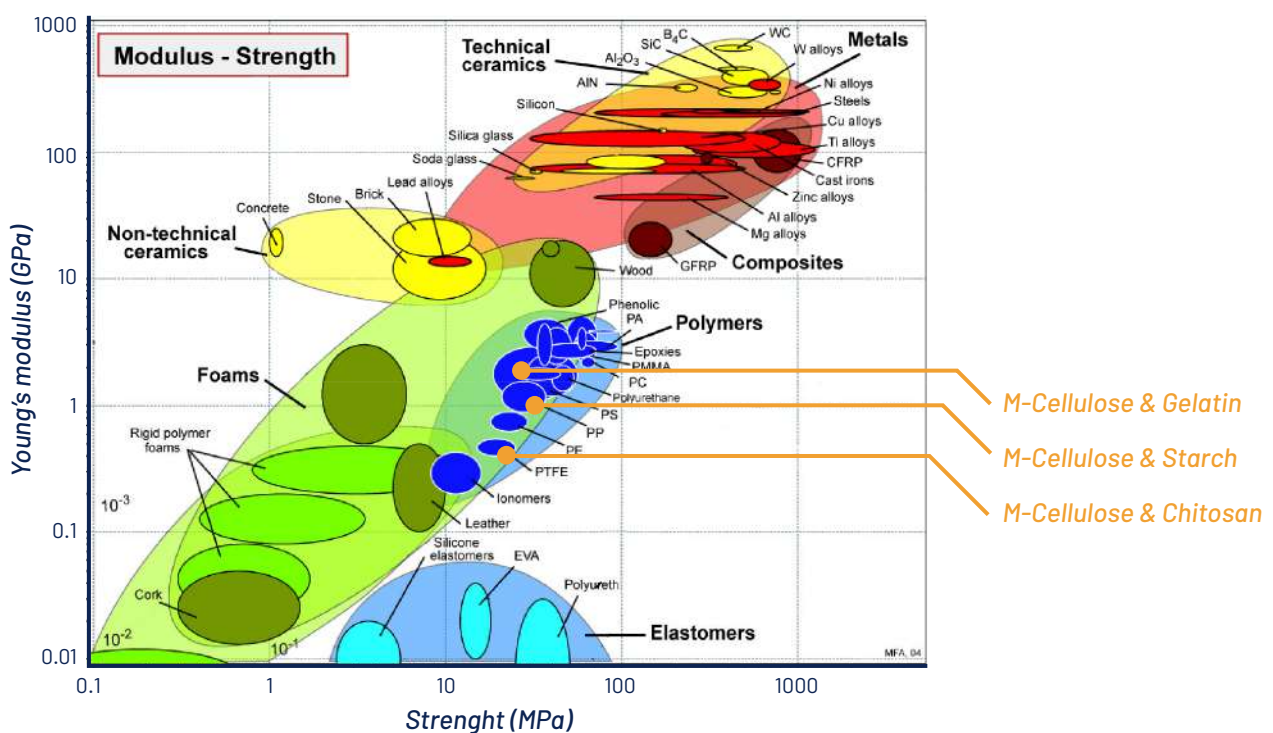 1000
Modulus - Strength
Technical
ceramics
B4C
WC
SiC
Metals
Al2O3
W alloys
AlN
Ni alloys
Steels
Silicon
Cu alloys
Silica glass
Ti alloys
100
Soda glass
CFRP
Cast irons
Lead alloys
Zinc alloys
Brick
Stone
Concrete
Al alloys
Mg alloys
Non-technical
ceramics
GFRP
Composites
Wood
10
Phenolic
PA
Polymers
Epoxies
PMMA
PC
Foams
Polyurethane
M-Cellulose & Gelatin
1
PS
PP
Rigid polymer
foams
PE
M-Cellulose & Starch
PTFE
Ionomers
10-3
Leather
M-Cellulose & Chitosan
0.1
Silicone
elastomers
EVA
Polyureth
Cork
Elastomers
10-2
10-1
MFA, 04
0.01
0.1
1
10
100
1000
Young's modulus (GPa)
Strenght (MPa)